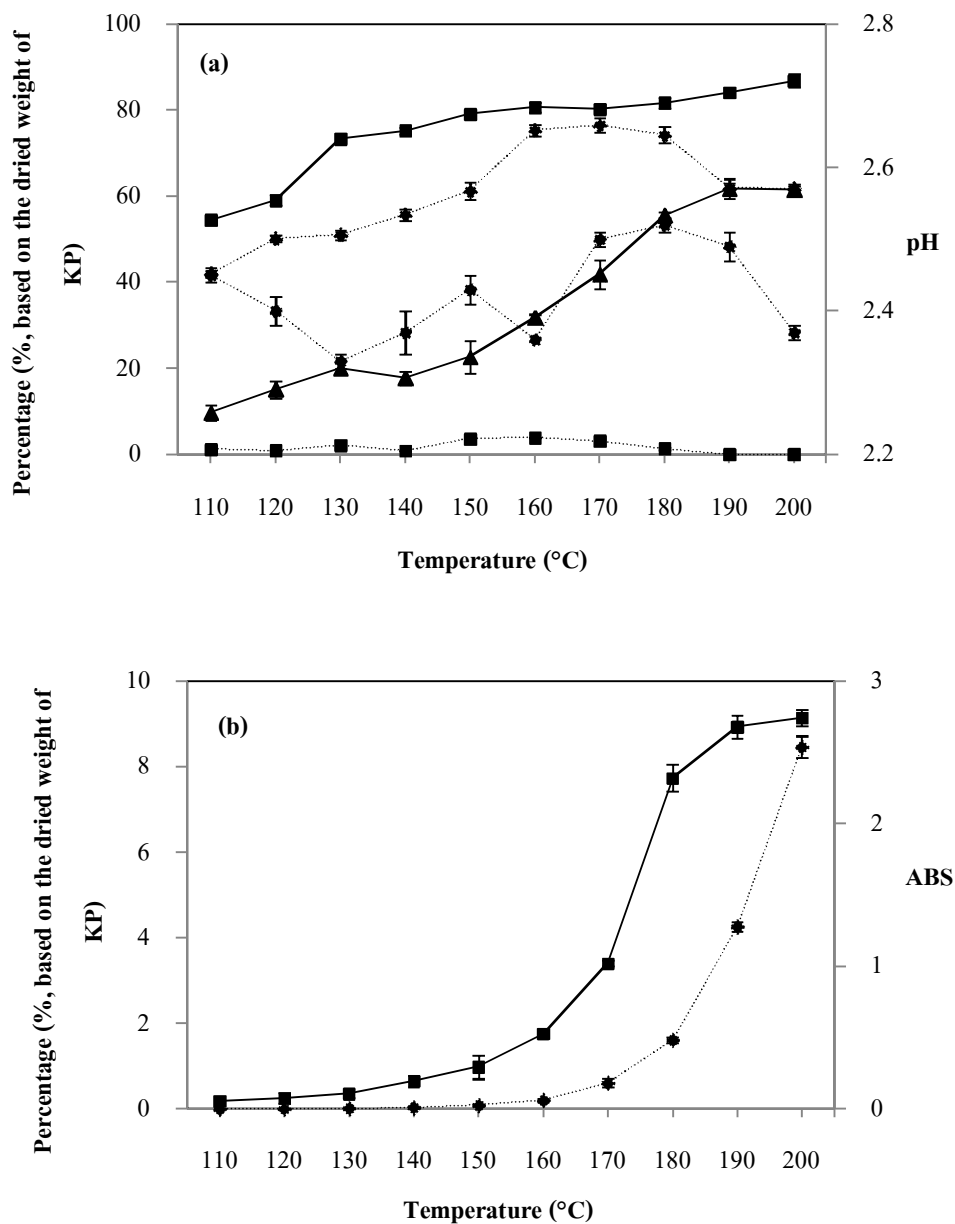 (a)
Percentage (%, based on the dried weight of
KP)
100
80
60
40
20
0
2.8
2.6
2.4
2.2
pH
110 120 130 140 150 160 170 180 190 200
Temperature (°C)
(b)
Percentage (%, based on the dried weight of
KP)
10
8
6
4
2
0
3
2
1
0
ABS
110 120 130 140 150 160 170 180 190 200
Temperature (°C)